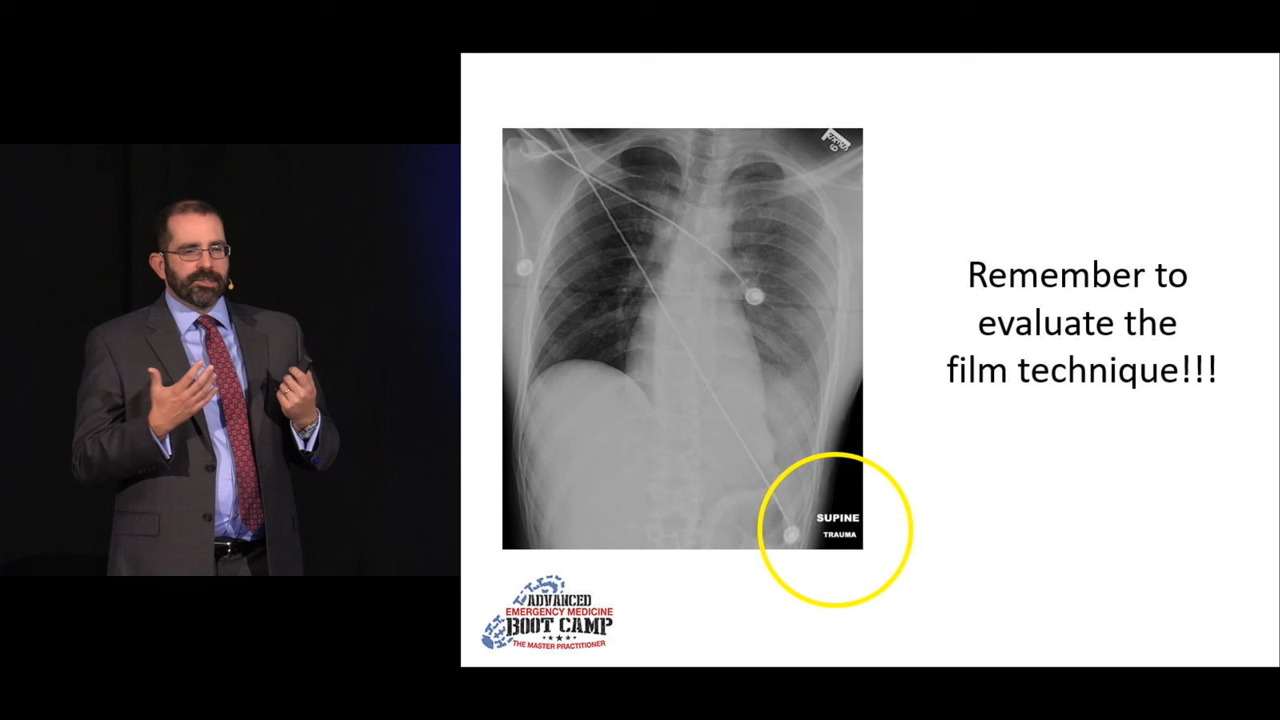 Remember to
evaluate the
film technique!!!
SUPINE
TRAUMA
ADVANCED
EMERGENCY MEDICINE
BOOT CAMP
THE MASTER PRACTITIONER